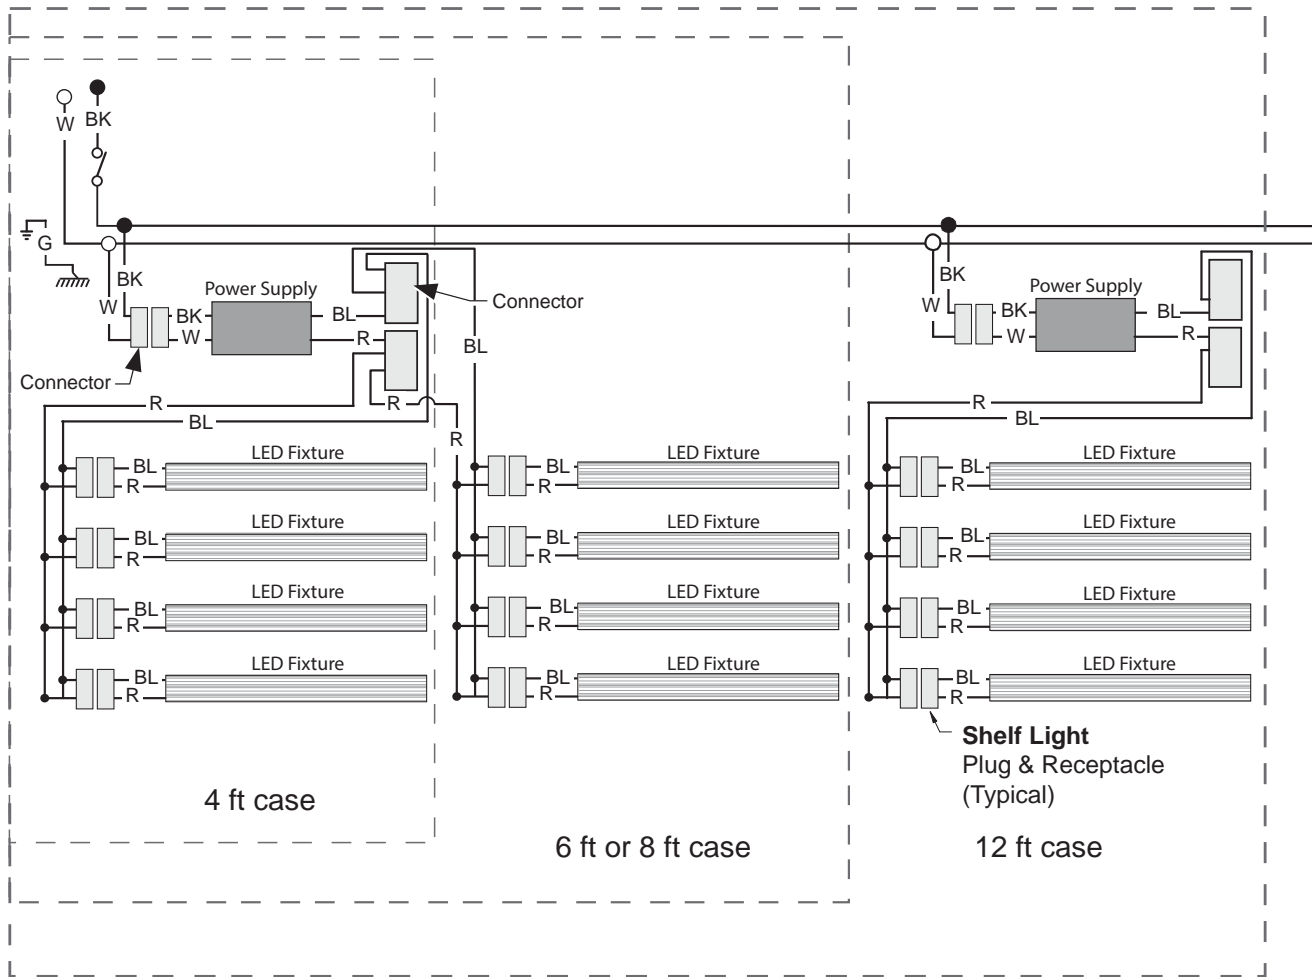 W
BK
G
BK
W
BK
W
Power Supply
BL
R
Connector
Connector
BL
R
R
BL
R
LED Fixture
BL
R
LED Fixture
BL
R
LED Fixture
BL
R
LED Fixture
BL
R
LED Fixture
BL
R
LED Fixture
BL
R
LED Fixture
BL
R
LED Fixture
BL
R
BK
W
BK
W
Power Supply
BL
R
R
BL
LED Fixture
BL
R
LED Fixture
BL
R
LED Fixture
BL
R
LED Fixture
BL
R
Shelf Light
Plug & Receptacle
(Typical)
4 ft case
6 ft or 8 ft case
12 ft case